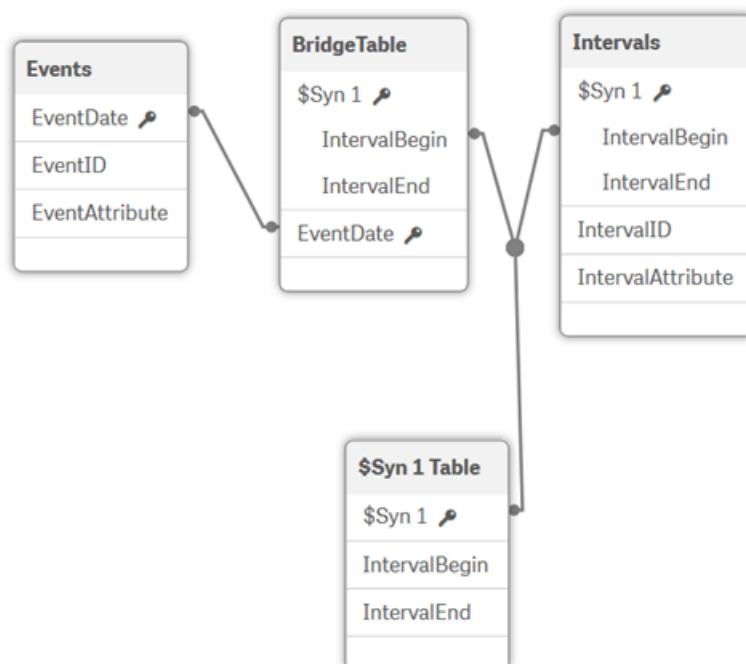 Events
EventDate
EventID
EventAttribute
BridgeTable
$Syn 1
IntervalBegin
IntervalEnd
EventDate
Intervals
$Syn 1
IntervalBegin
IntervalEnd
IntervalID
IntervalAttribute
$Syn 1 Table
$Syn 1
IntervalBegin
IntervalEnd